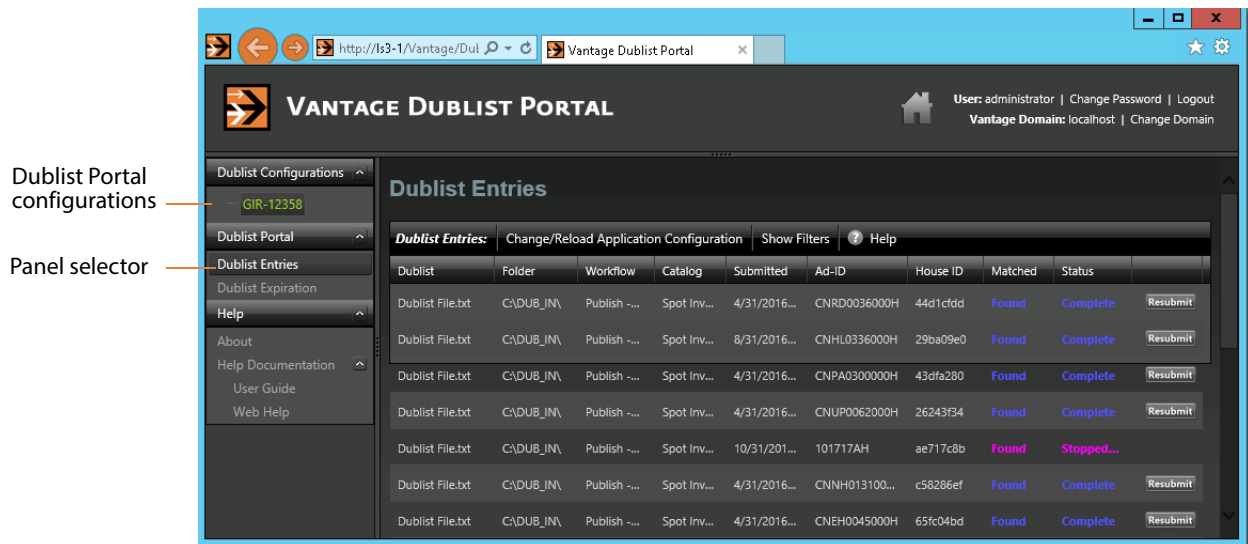 http://ls3-1/Vantage/Dub
Vantage Dublist Portal
VANTAGE DUBLIST PORTAL
User: administrator | Change Password | Logout
Vantage Domain: localhost | Change Domain
Dublist Portal
configurations
Panel selector
Dublist Configurations
GIR-12358
Dublist Portal
Dublist Entries
Dublist Expiration
Help
About
Help Documentation
User Guide
Web Help
Dublist Entries
Dublist Entries: Change/Reload Application Configuration Show Filters ? Help
Dublist Folder Workflow Catalog Submitted Ad-ID House ID Matched Status
Dublist File.txt C:\DUB_IN\ Publish -... Spot Inv... 4/31/2016... CNRD0036000H 44d1cfdd Found Complete Resubmit
Dublist File.txt C:\DUB_IN\ Publish -... Spot Inv... 8/31/2016... CNHL0336000H 29ba09e0 Found Complete Resubmit
Dublist File.txt C:\DUB_IN\ Publish -... Spot Inv... 4/31/2016... CNPA0300000H 43dfa280 Found Complete Resubmit
Dublist File.txt C:\DUB_IN\ Publish -... Spot Inv... 4/31/2016... CNUP0062000H 26243f34 Found Complete Resubmit
Dublist File.txt C:\DUB_IN\ Publish -... Spot Inv... 10/31/201... 101717AH ae717c8b Found Stopped...
Dublist File.txt C:\DUB_IN\ Publish -... Spot Inv... 4/31/2016... CNNH013100... c58286ef Found Complete Resubmit
Dublist File.txt C:\DUB_IN\ Publish -... Spot Inv... 4/31/2016... CNEH0045000H 65fc04bd Found Complete Resubmit